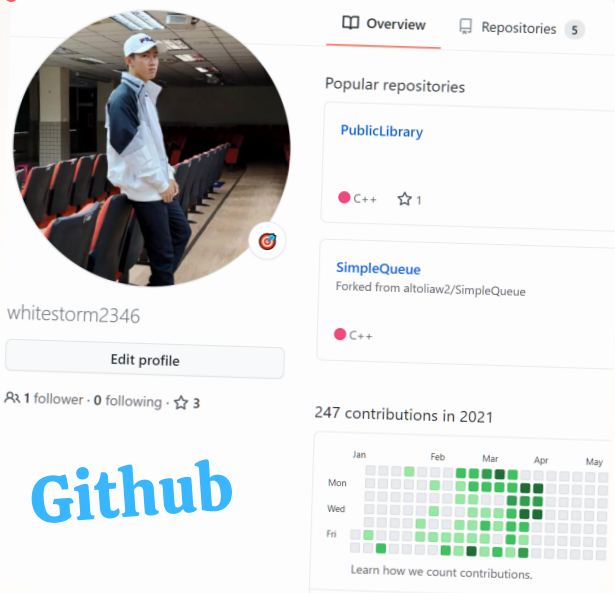 Overview
Repositories 5
Popular repositories
PublicLibrary
C++ 1
SimpleQueue
Forked from altoliaw2/SimpleQueue
C++
whitestorm2346
Edit profile
1 follower · 0 following · 3
Github
247 contributions in 2021
Jan Feb Mar Apr May
Mon
Wed
Fri
Learn how we count contributions.